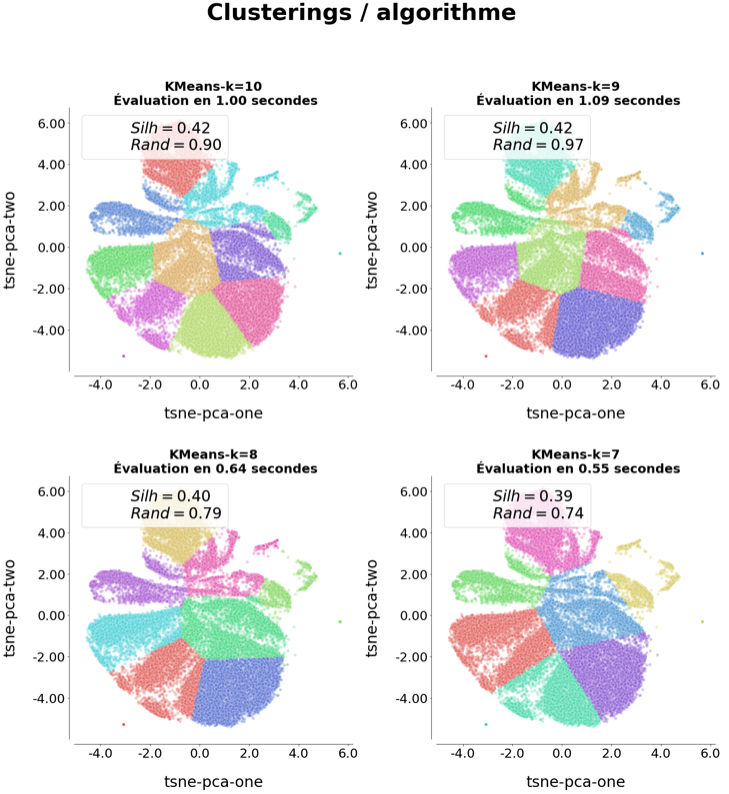 Clusterings / algorithme
KMeans-k=10
Évaluation en 1.00 secondes
Silh = 0.42
Rand = 0.90
6.00
4.00
2.00
0.00
-2.00
-4.00
tsne-pca-two
-4.0 -2.0 0.0 2.0 4.0 6.0
tsne-pca-one
KMeans-k=9
Évaluation en 1.09 secondes
Silh = 0.42
Rand = 0.97
6.00
4.00
2.00
0.00
-2.00
-4.00
tsne-pca-two
-4.0 -2.0 0.0 2.0 4.0 6.0
tsne-pca-one
KMeans-k=8
Évaluation en 0.64 secondes
Silh = 0.40
Rand = 0.79
6.00
4.00
2.00
0.00
-2.00
-4.00
tsne-pca-two
-4.0 -2.0 0.0 2.0 4.0 6.0
tsne-pca-one
KMeans-k=7
Évaluation en 0.55 secondes
Silh = 0.39
Rand = 0.74
6.00
4.00
2.00
0.00
-2.00
-4.00
tsne-pca-two
-4.0 -2.0 0.0 2.0 4.0 6.0
tsne-pca-one